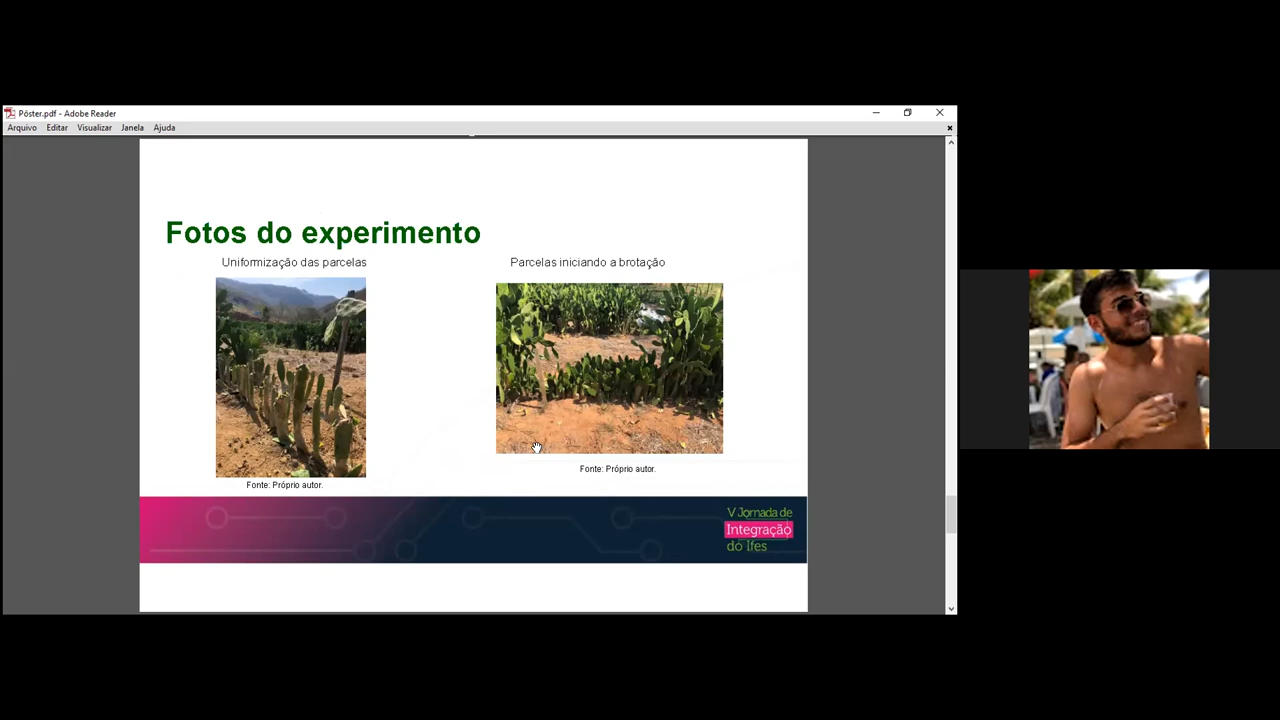 Póster.pdf - Adobe Reader
Arquivo Editar Visualizar Janela Ajuda
Fotos do experimento
Uniformização das parcelas
Parcelas iniciando a brotação
Fonte: Próprio autor.
Fonte: Próprio autor.
V Jornada de
Integração
do Ifes